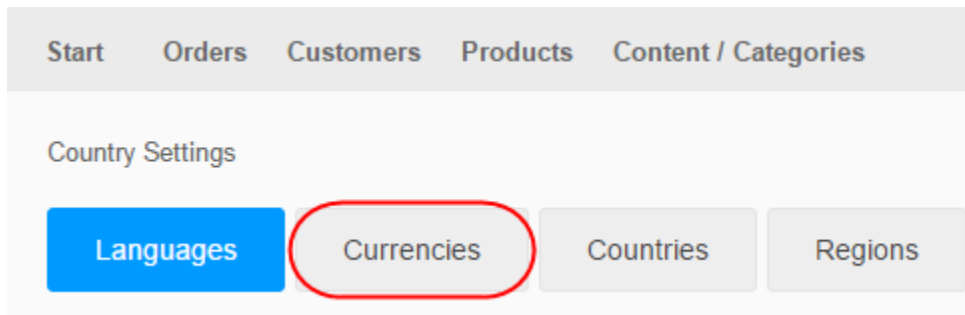 Start Orders Customers Products Content / Categories
Country Settings
Languages Currencies Countries Regions